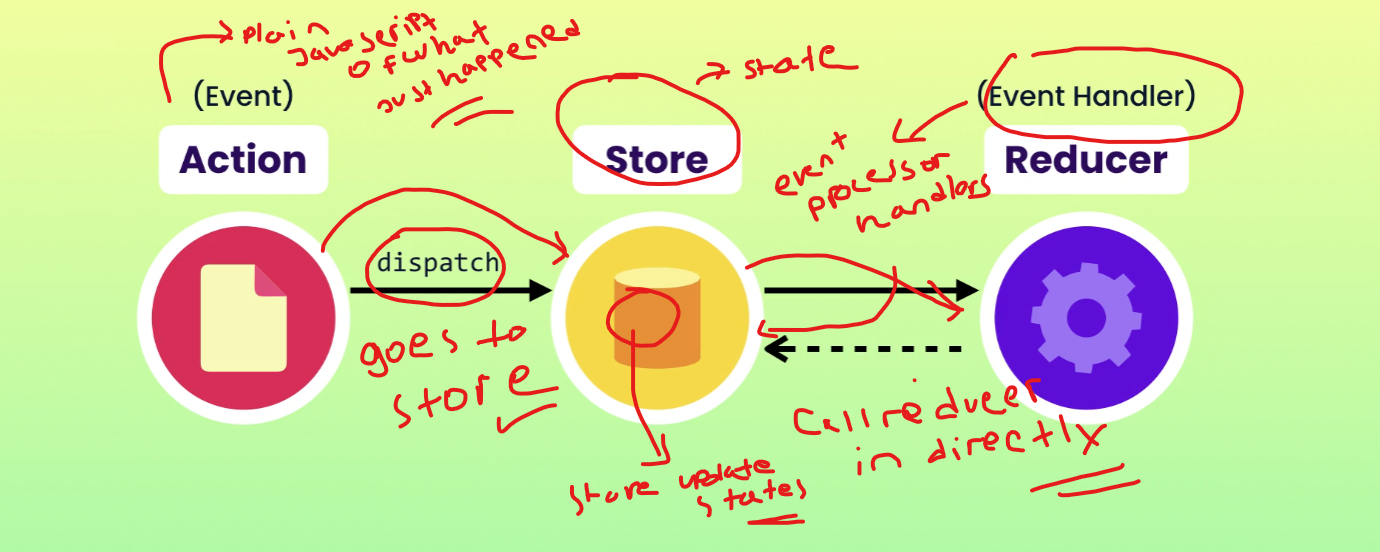 plain
javascript
of what
just happened
(Event)
Action
state
Store
(Event Handler)
Reducer
event
processor
handlers
dispatch
goes to
store
store update
states
Call reducer
in directly